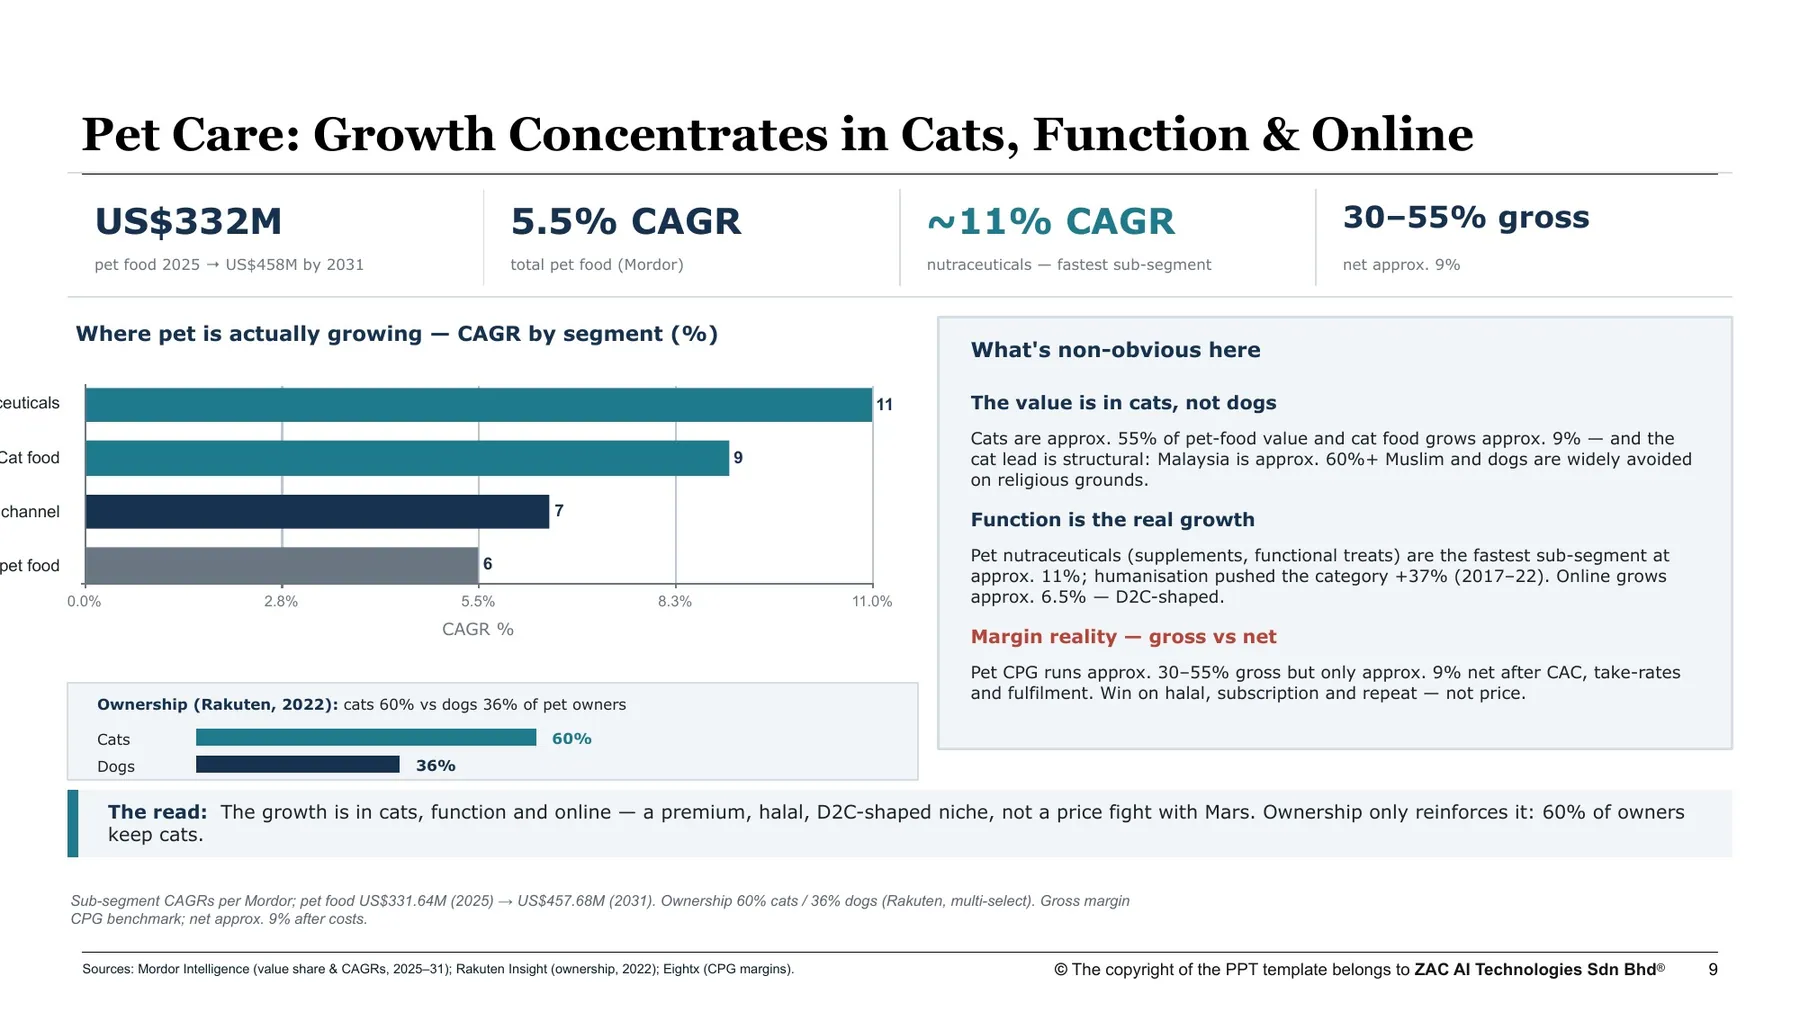 Pet Care: Growth Concentrates in Cats, Function & Online
US$332M
pet food 2025 → US$458M by 2031
5.5% CAGR
total pet food (Mordor)
~11% CAGR
nutraceuticals — fastest sub-segment
30–55% gross
net approx. 9%
Where pet is actually growing — CAGR by segment (%)
ceuticals
11
Cat food
9
channel
7
pet food
6
0.0%
2.8%
5.5%
8.3%
11.0%
CAGR %
Ownership (Rakuten, 2022): cats 60% vs dogs 36% of pet owners
Cats
60%
Dogs
36%
What's non-obvious here
The value is in cats, not dogs
Cats are approx. 55% of pet-food value and cat food grows approx. 9% — and the
cat lead is structural: Malaysia is approx. 60%+ Muslim and dogs are widely avoided
on religious grounds.
Function is the real growth
Pet nutraceuticals (supplements, functional treats) are the fastest sub-segment at
approx. 11%; humanisation pushed the category +37% (2017–22). Online grows
approx. 6.5% — D2C-shaped.
Margin reality — gross vs net
Pet CPG runs approx. 30–55% gross but only approx. 9% net after CAC, take-rates
and fulfilment. Win on halal, subscription and repeat — not price.
The read: The growth is in cats, function and online — a premium, halal, D2C-shaped niche, not a price fight with Mars. Ownership only reinforces it: 60% of owners
keep cats.
Sub-segment CAGRs per Mordor; pet food US$331.64M (2025) → US$457.68M (2031). Ownership 60% cats / 36% dogs (Rakuten, multi-select). Gross margin
CPG benchmark; net approx. 9% after costs.
Sources: Mordor Intelligence (value share & CAGRs, 2025–31); Rakuten Insight (ownership, 2022); Eightx (CPG margins).
© The copyright of the PPT template belongs to ZAC AI Technologies Sdn Bhd®
9